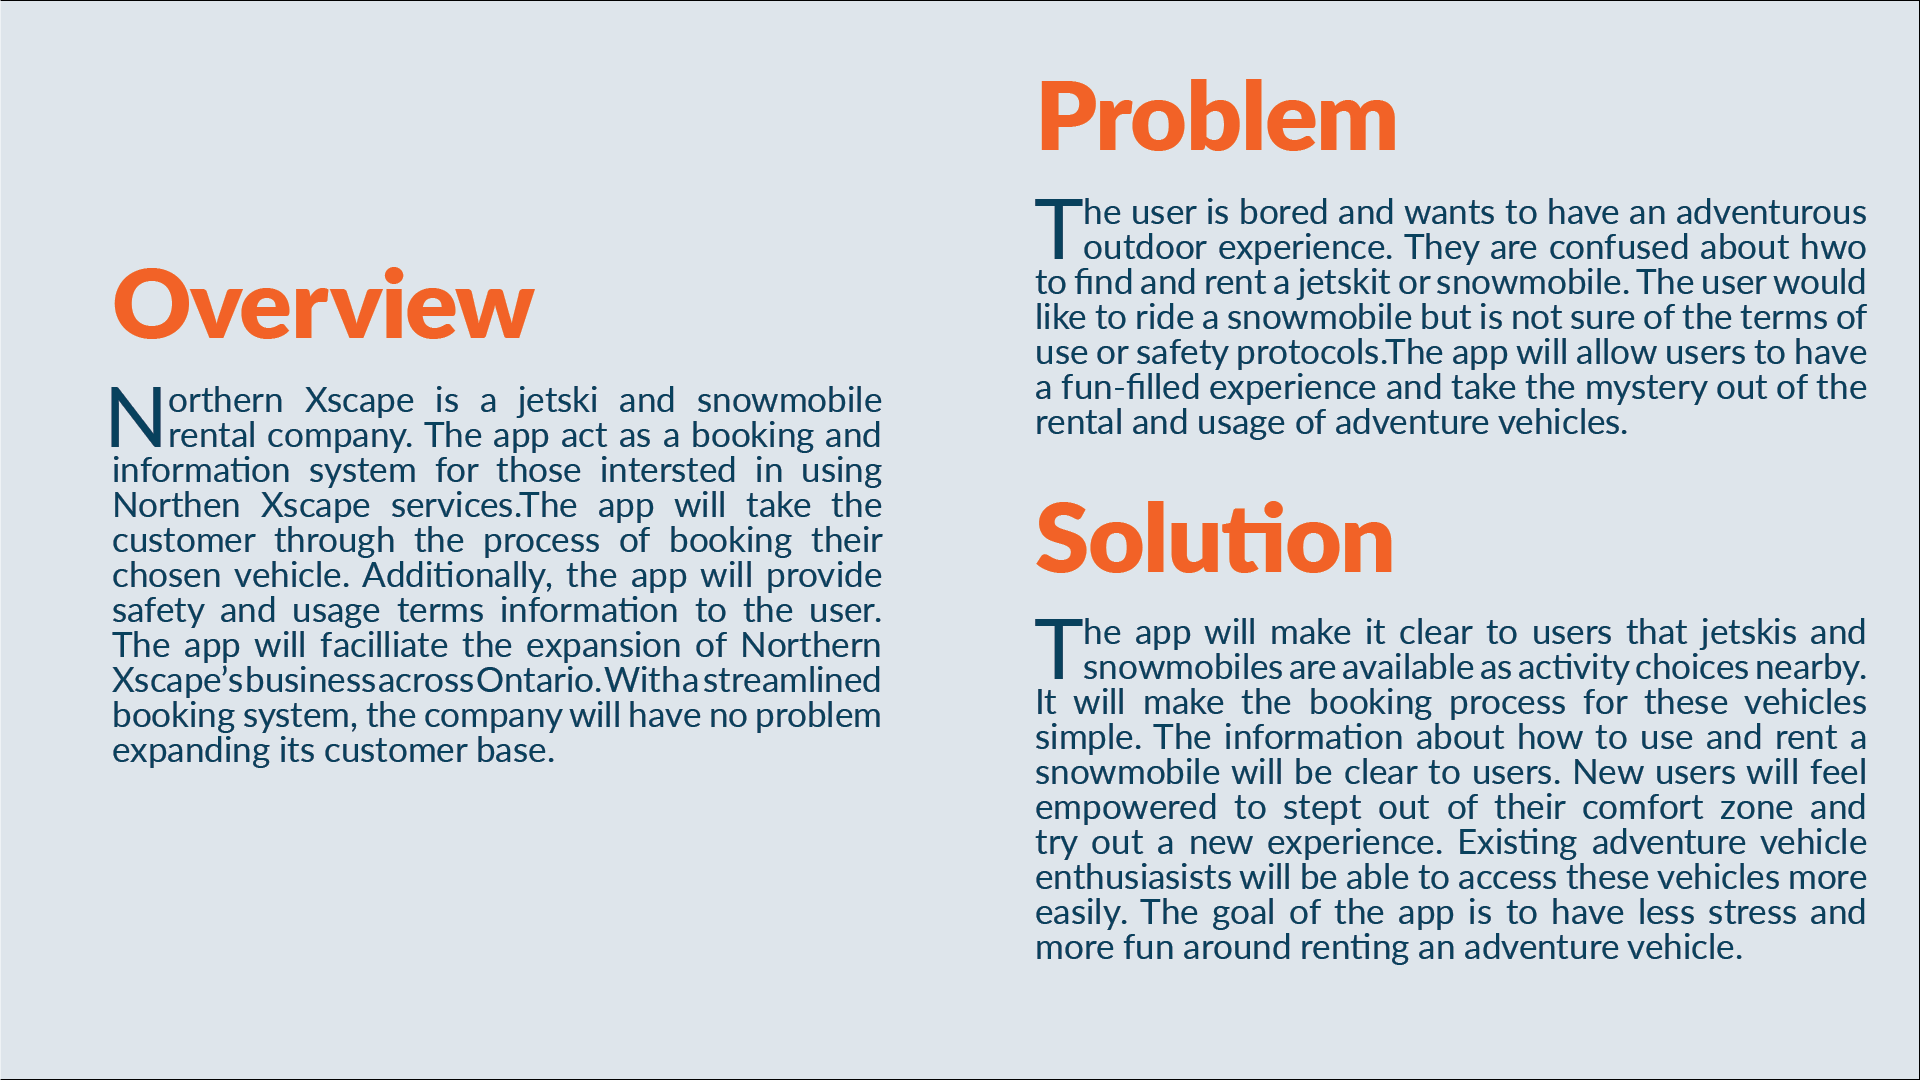 Overview
Northern Xscape is a jetski and snowmobile
rental company. The app act as a booking and
information system for those intersted in using
Northen Xscape services.The app will take the
customer through the process of booking their
chosen vehicle. Additionally, the app will provide
safety and usage terms information to the user.
The app will facilliate the expansion of Northern
Xscape's business across Ontario. With a streamlined
booking system, the company will have no problem
expanding its customer base.
Problem
The user is bored and wants to have an adventurous
outdoor experience. They are confused about hwo
to find and rent a jetskit or snowmobile. The user would
like to ride a snowmobile but is not sure of the terms of
use or safety protocols.The app will allow users to have
a fun-filled experience and take the mystery out of the
rental and usage of adventure vehicles.
Solution
The app will make it clear to users that jetskis and
snowmobiles are available as activity choices nearby.
It will make the booking process for these vehicles
simple. The information about how to use and rent a
snowmobile will be clear to users. New users will feel
empowered to stept out of their comfort zone and
try out a new experience. Existing adventure vehicle
enthusiasists will be able to access these vehicles more
easily. The goal of the app is to have less stress and
more fun around renting an adventure vehicle.